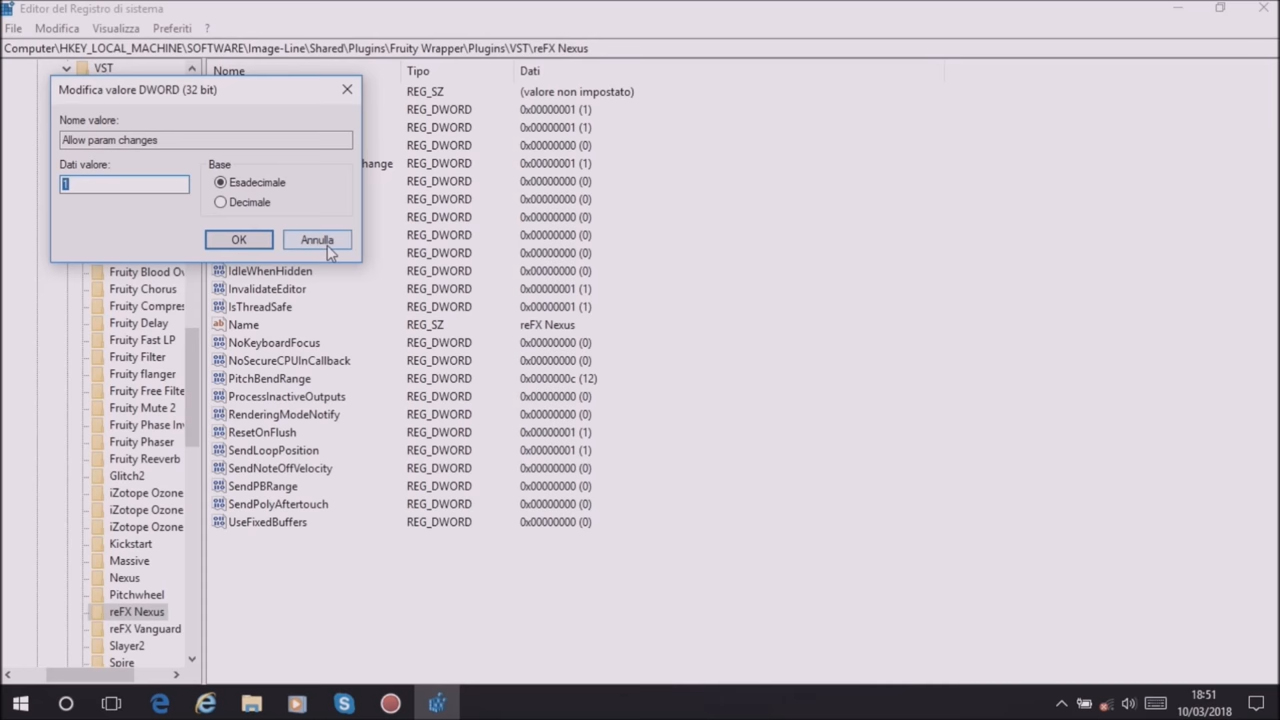 Editor del Registro di sistema
File Modifica Visualizza Preferiti ?
Computer\HKEY_LOCAL_MACHINE\SOFTWARE\Image-Line\Shared\Plugins\Fruity Wrapper\Plugins\VST\reFX Nexus
VST
Nome Tipo Dati
Modifica valore DWORD (32 bit)
Nome valore:
Allow param changes
Dati valore:
1
Base
Esadecimale
Decimale
OK Annulla
REG_SZ (valore non impostato)
REG_DWORD 0x00000001 (1)
REG_DWORD 0x00000001 (1)
REG_DWORD 0x00000000 (0)
hange REG_DWORD 0x00000001 (1)
REG_DWORD 0x00000000 (0)
REG_DWORD 0x00000000 (0)
REG_DWORD 0x00000000 (0)
REG_DWORD 0x00000000 (0)
REG_DWORD 0x00000000 (0)
IdleWhenHidden REG_DWORD 0x00000000 (0)
InvalidateEditor REG_DWORD 0x00000001 (1)
IsThreadSafe REG_DWORD 0x00000001 (1)
Name REG_SZ reFX Nexus
NoKeyboardFocus REG_DWORD 0x00000000 (0)
NoSecureCPUInCallback REG_DWORD 0x00000000 (0)
PitchBendRange REG_DWORD 0x0000000c (12)
ProcessInactiveOutputs REG_DWORD 0x00000000 (0)
RenderingModeNotify REG_DWORD 0x00000000 (0)
ResetOnFlush REG_DWORD 0x00000001 (1)
SendLoopPosition REG_DWORD 0x00000001 (1)
SendNoteOffVelocity REG_DWORD 0x00000000 (0)
SendPBRange REG_DWORD 0x00000000 (0)
SendPolyAftertouch REG_DWORD 0x00000000 (0)
UseFixedBuffers REG_DWORD 0x00000000 (0)
Fruity Blood Ov
Fruity Chorus
Fruity Compres
Fruity Delay
Fruity Fast LP
Fruity Filter
Fruity flanger
Fruity Free Filte
Fruity Mute 2
Fruity Phase In
Fruity Phaser
Fruity Reeverb
Glitch2
iZotope Ozone
iZotope Ozone
iZotope Ozone
Kickstart
Massive
Nexus
Pitchwheel
reFX Nexus
reFX Vanguard
Slayer2
Spire
18:51
10/03/2018